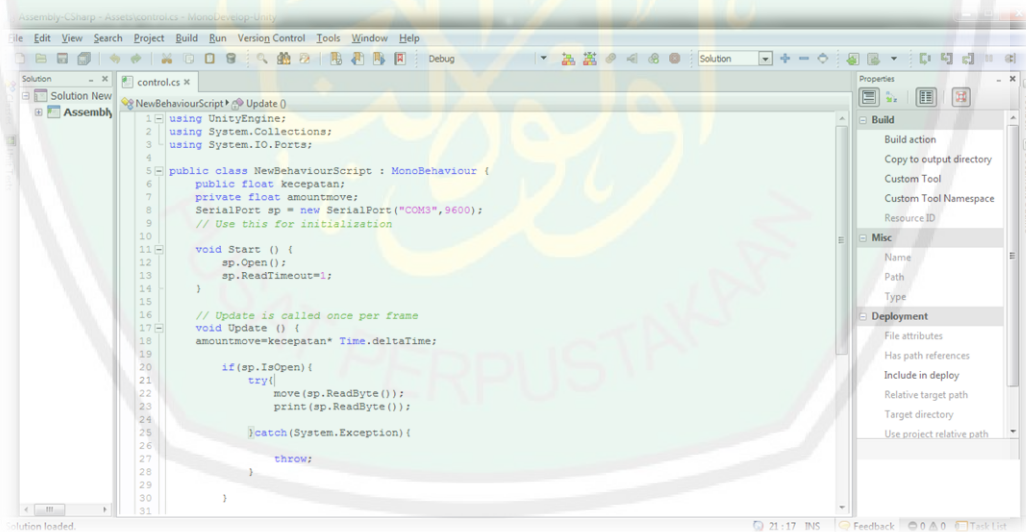 Assembly-CSharp - Assets\control.cs - MonoDevelop-Unity
File Edit View Search Project Build Run Version Control Tools Window Help
Debug
Solution
Solution
Solution New
Assembly
control.cs
NewBehaviourScript Update ()
1 using UnityEngine;
2 using System.Collections;
3 using System.IO.Ports;
4
5 public class NewBehaviourScript : MonoBehaviour {
6 public float kecepatan;
7 private float amountmove;
8 SerialPort sp = new SerialPort("COM3",9600);
9 // Use this for initialization
10
11 void Start () {
12 sp.Open();
13 sp.ReadTimeout=1;
14 }
15
16 // Update is called once per frame
17 void Update () {
18 amountmove=kecepatan* Time.deltaTime;
19
20 if(sp.IsOpen){
21 try{
22 move(sp.ReadByte());
23 print(sp.ReadByte());
24
25 }catch(System.Exception){
26
27 throw;
28 }
29
30 }
31
Properties
Build
Build action
Copy to output directory
Custom Tool
Custom Tool Namespace
Resource ID
Misc
Name
Path
Type
Deployment
File attributes
Has path references
Include in deploy
Relative target path
Target directory
Use project relative path
Solution loaded.
21 : 17 INS
Feedback 0 0 Task List
PUSAT PERPUSTAKAAN